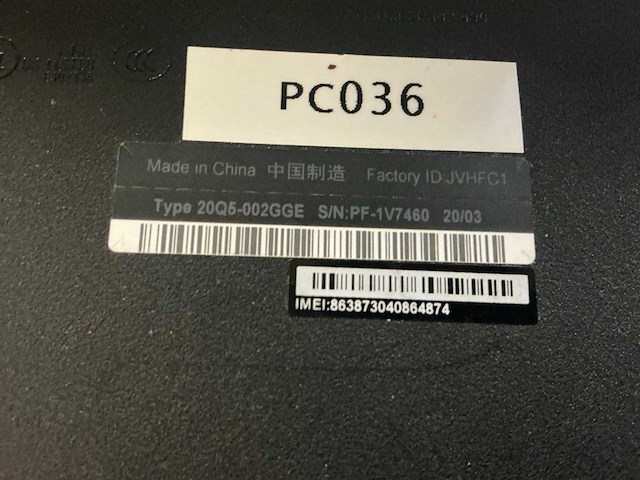 PC036
Made in China 中国制造 Factory ID:JVHFC1
Type 20Q5-002GGE S/N:PF-1V7460 20/03
IMEI:863873040864874